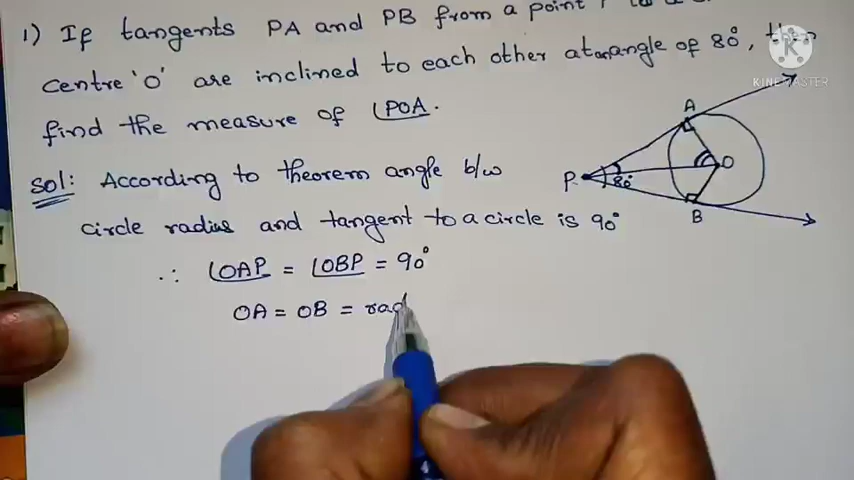 1) If tangents PA and PB from a point P to a
centre 'O' are inclined to each other at an angle of 80°, then
find the measure of ∠POA.
Sol: According to theorem angle b/w
circle radius and tangent to a circle is 90°
∴ ∠OAP = ∠OBP = 90°
OA = OB = rad
A
O
P
80°
B
K
KINEMASTER